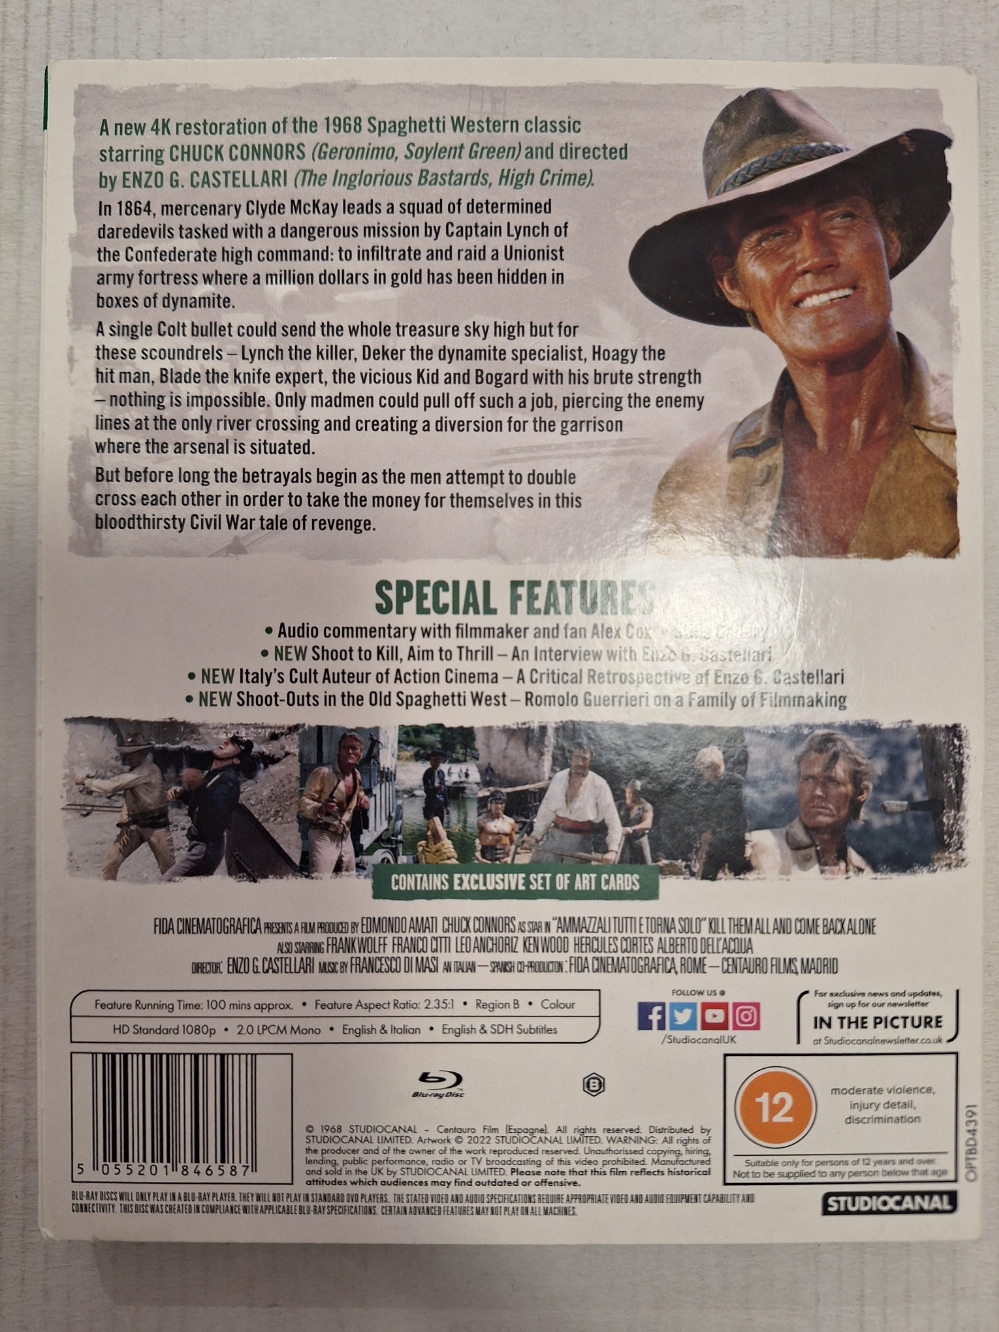 A new 4K restoration of the 1968 Spaghetti Western classic
starring CHUCK CONNORS (Geronimo, Soylent Green) and directed
by ENZO G. CASTELLARI (The Inglorious Bastards, High Crime).
In 1864, mercenary Clyde McKay leads a squad of determined
daredevils tasked with a dangerous mission by Captain Lynch of
the Confederate high command: to infiltrate and raid a Unionist
army fortress where a million dollars in gold has been hidden in
boxes of dynamite.
A single Colt bullet could send the whole treasure sky high but for
these scoundrels – Lynch the killer, Deker the dynamite specialist, Hoagy the
hit man, Blade the knife expert, the vicious Kid and Bogard with his brute strength
– nothing is impossible. Only madmen could pull off such a job, piercing the enemy
lines at the only river crossing and creating a diversion for the garrison
where the arsenal is situated.
But before long the betrayals begin as the men attempt to double
cross each other in order to take the money for themselves in this
bloodthirsty Civil War tale of revenge.
SPECIAL FEATURES
• Audio commentary with filmmaker and fan Alex Cox • Stills Gallery
• NEW Shoot to Kill, Aim to Thrill – An Interview with Enzo G. Castellari
• NEW Italy's Cult Auteur of Action Cinema – A Critical Retrospective of Enzo G. Castellari
• NEW Shoot-Outs in the Old Spaghetti West – Romolo Guerrieri on a Family of Filmmaking
CONTAINS EXCLUSIVE SET OF ART CARDS
FIDA CINEMATOGRAFICA PRESENTS A FILM PRODUCED BY EDMONDO AMATI CHUCK CONNORS AS STAR IN "AMMAZZALI TUTTI E TORNA SOLO" KILL THEM ALL AND COME BACK ALONE
ALSO STARRING FRANK WOLFF FRANCO CITTI LEO ANCHORIZ KEN WOOD HERCULES CORTES ALBERTO DELL'ACQUA
DIRECTOR: ENZO G. CASTELLARI MUSIC BY FRANCESCO DI MASI AN ITALIAN – SPANISH CO-PRODUCTION: FIDA CINEMATOGRAFICA, ROME – CENTAURO FILMS, MADRID
Feature Running Time: 100 mins approx. • Feature Aspect Ratio: 2.35:1 • Region B • Colour
HD Standard 1080p • 2.0 LPCM Mono • English & Italian • English & SDH Subtitles
FOLLOW US @
/StudiocanalUK
For exclusive news and updates,
sign up for our newsletter
IN THE PICTURE
at Studiocanalnewsletter.co.uk
5 055201 846587
Blu-ray Disc™
B
© 1968 STUDIOCANAL – Centauro Film (Espagne). All rights reserved. Distributed by
STUDIOCANAL LIMITED. Artwork © 2022 STUDIOCANAL LIMITED. WARNING: All rights of
the producer and of the owner of the work reproduced reserved. Unauthorised copying, hiring,
lending, public performance, radio or TV broadcasting of this video prohibited. Manufactured
and sold in the UK by STUDIOCANAL LIMITED. Please note that this film reflects historical
attitudes which audiences may find outdated or offensive.
12
moderate violence,
injury detail,
discrimination
Suitable only for persons of 12 years and over.
Not to be supplied to any person below that age
OPTBD4391
BLU-RAY DISCS WILL ONLY PLAY IN A BLU-RAY PLAYER. THEY WILL NOT PLAY IN STANDARD DVD PLAYERS. THE STATED VIDEO AND AUDIO SPECIFICATIONS REQUIRE APPROPRIATE VIDEO AND AUDIO EQUIPMENT CAPABILITY AND
CONNECTIVITY. THIS DISC WAS CREATED IN COMPLIANCE WITH APPLICABLE BLU-RAY SPECIFICATIONS. CERTAIN ADVANCED FEATURES MAY NOT PLAY ON ALL MACHINES.
STUDIOCANAL